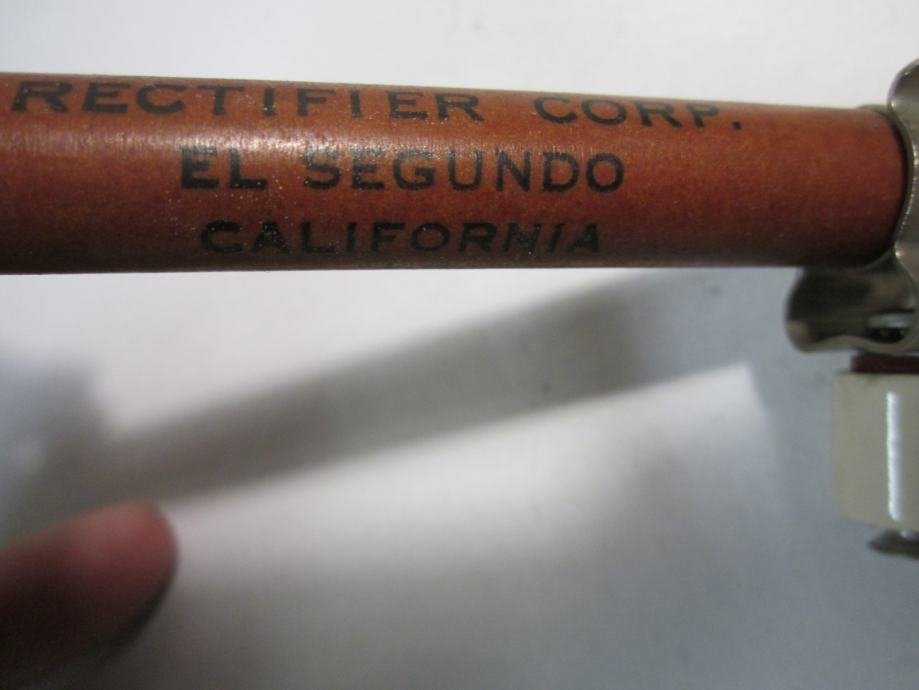 RECTIFIER CORP.
EL SEGUNDO
CALIFORNIA